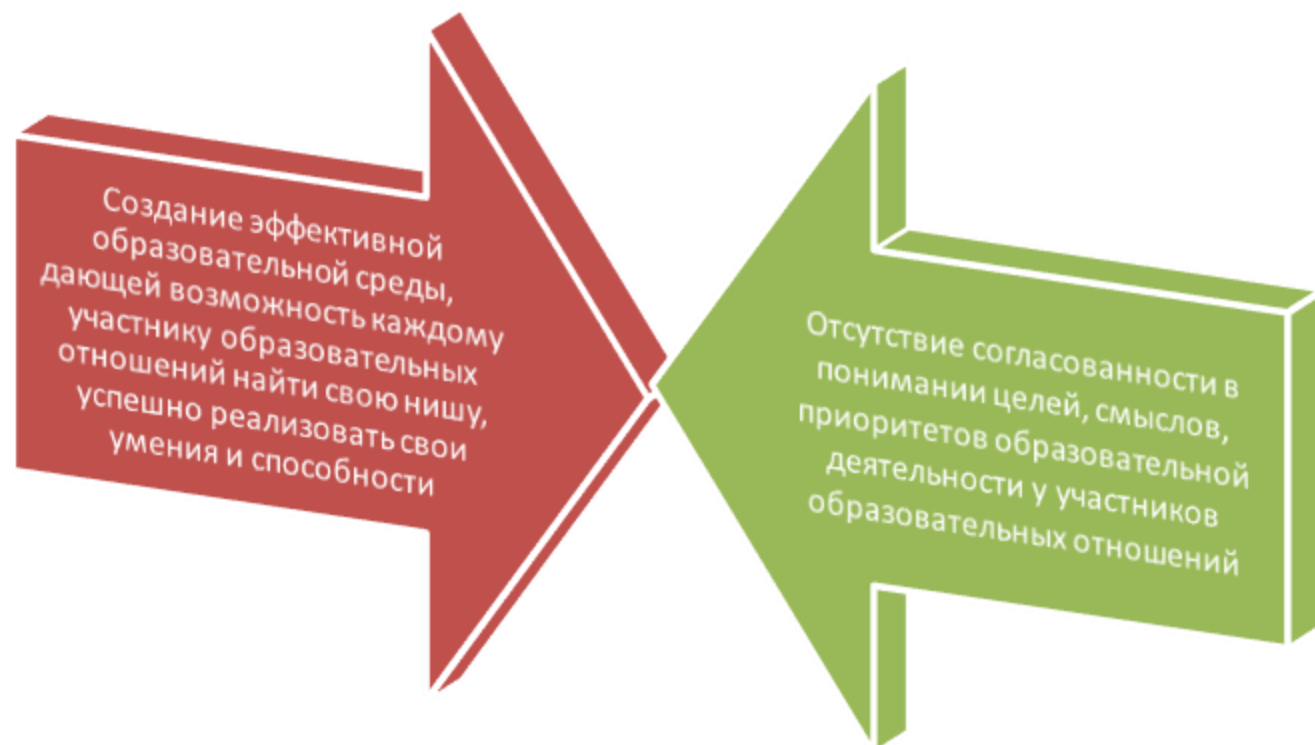 Создание эффективной
образовательной среды,
дающей возможность каждому
участнику образовательных
отношений найти свою нишу,
успешно реализовать свои
умения и способности
Отсутствие согласованности в
понимании целей, смыслов,
приоритетов образовательной
деятельности у участников
образовательных отношений